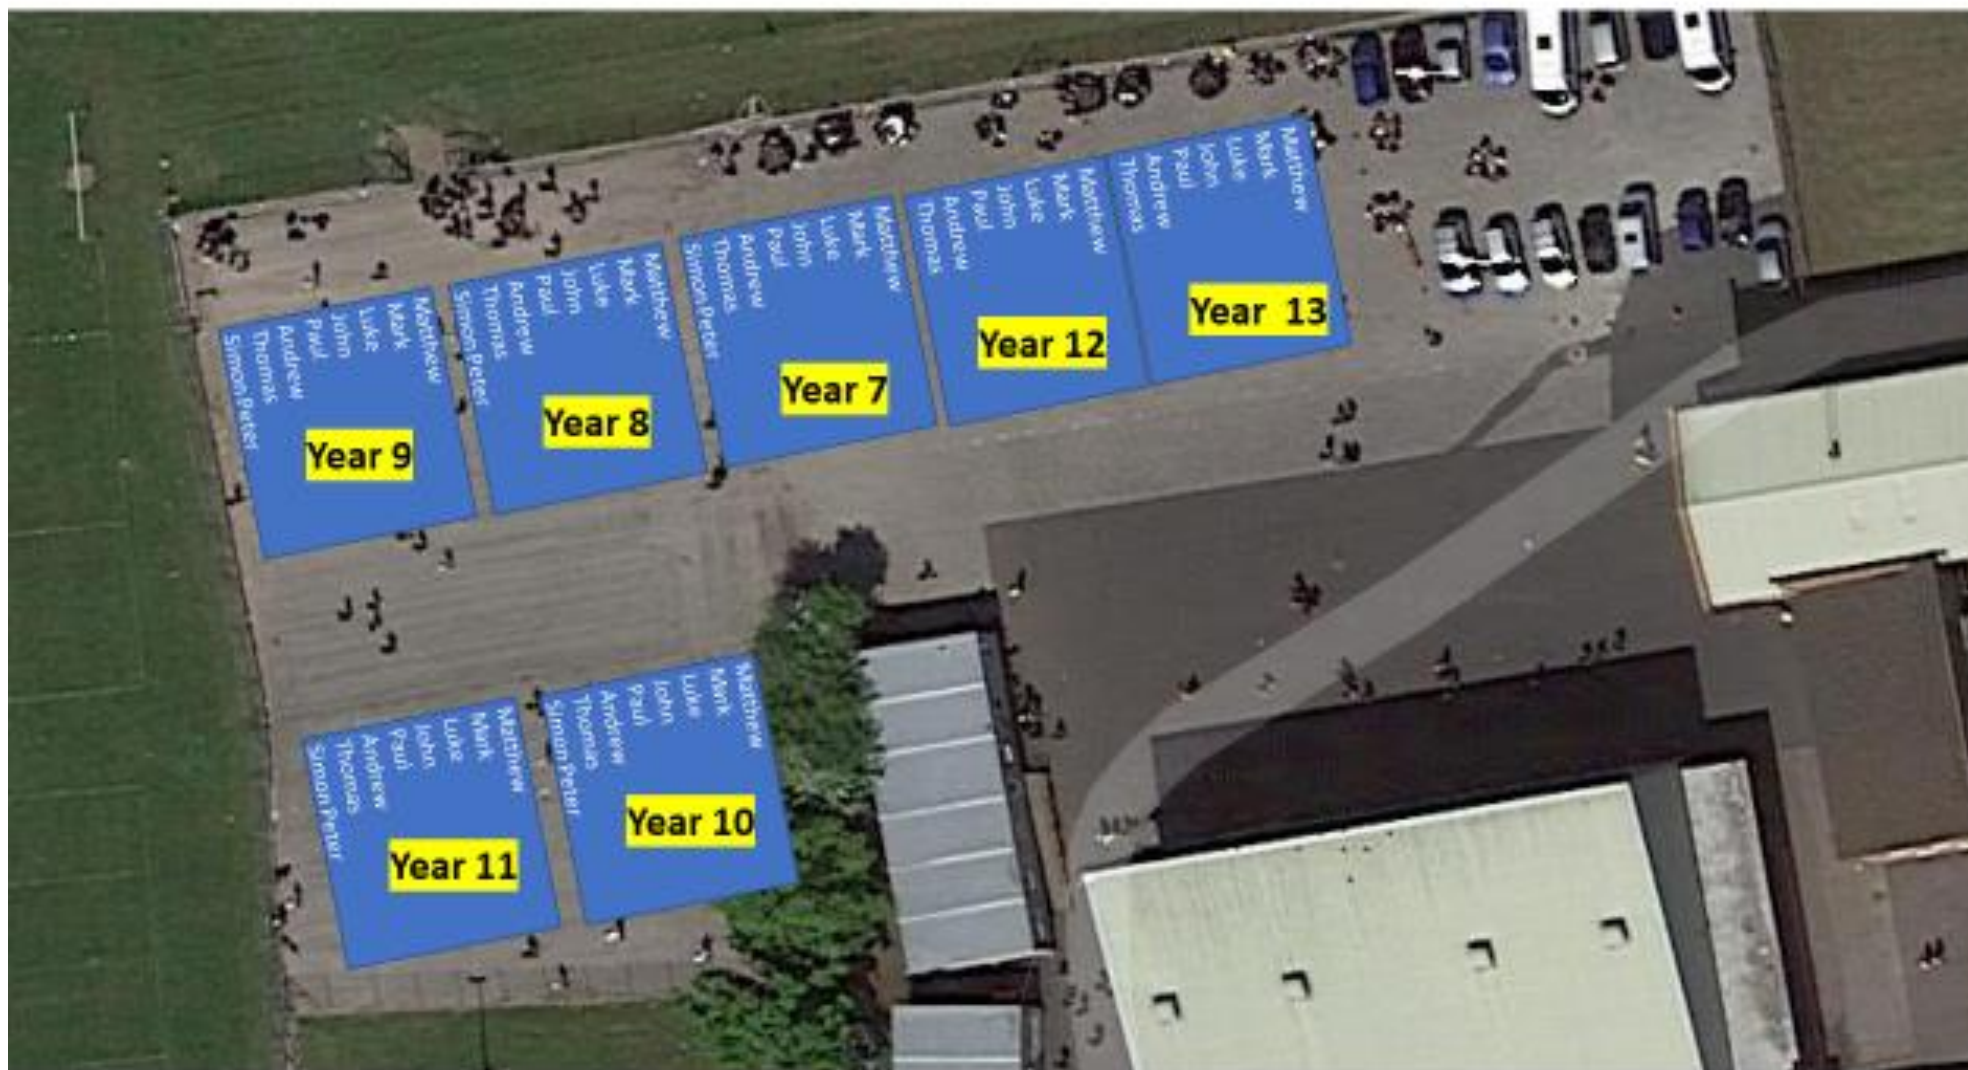 Matthew
Mark
Luke
John
Paul
Andrew
Thomas
Simon Peter
Year 9
Matthew
Mark
Luke
John
Paul
Andrew
Thomas
Simon Peter
Year 8
Matthew
Mark
Luke
John
Paul
Andrew
Thomas
Simon Peter
Year 7
Matthew
Mark
Luke
John
Paul
Andrew
Thomas
Year 12
Matthew
Mark
Luke
John
Paul
Andrew
Thomas
Year 13
Matthew
Mark
Luke
John
Paul
Andrew
Thomas
Simon Peter
Year 11
Matthew
Mark
Luke
John
Paul
Andrew
Thomas
Simon Peter
Year 10